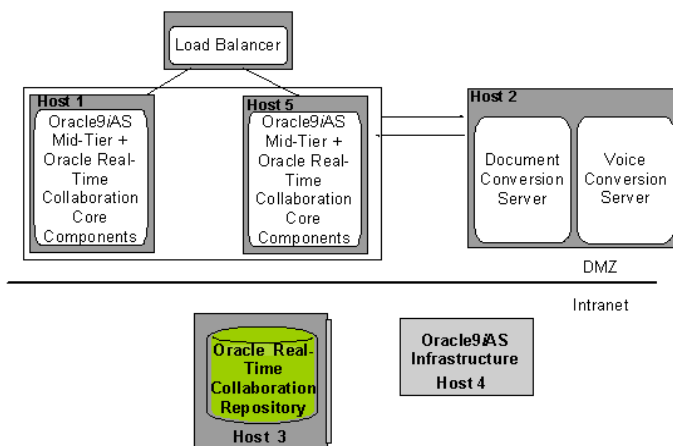 Load Balancer
Host 1
Oracle9iAS
Mid-Tier +
Oracle Real-
Time
Collaboration
Core
Components
Host 5
Oracle9iAS
Mid-Tier +
Oracle Real-
Time
Collaboration
Core
Components
Host 2
Document
Conversion
Server
Voice
Conversion
Server
DMZ
Intranet
Oracle Real-
Time
Collaboration
Repository
Host 3
Oracle9iAS
Infrastructure
Host 4